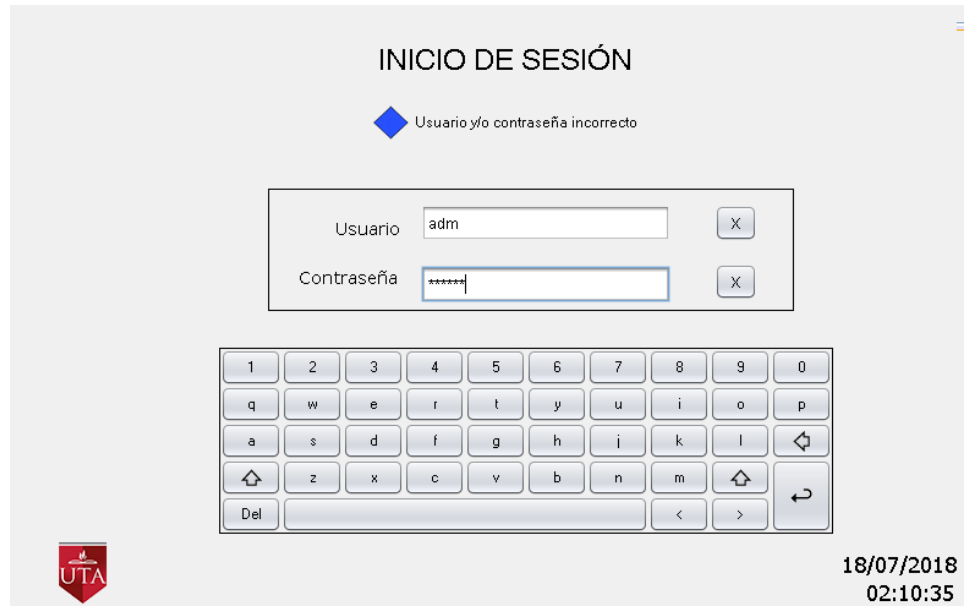 INICIO DE SESIÓN
Usuario y/o contraseña incorrecto
Usuario adm X
Contraseña ****** X
1 2 3 4 5 6 7 8 9 0
q w e r t y u i o p
a s d f g h j k l
z x c v b n m
Del < >
UTA
18/07/2018
02:10:35